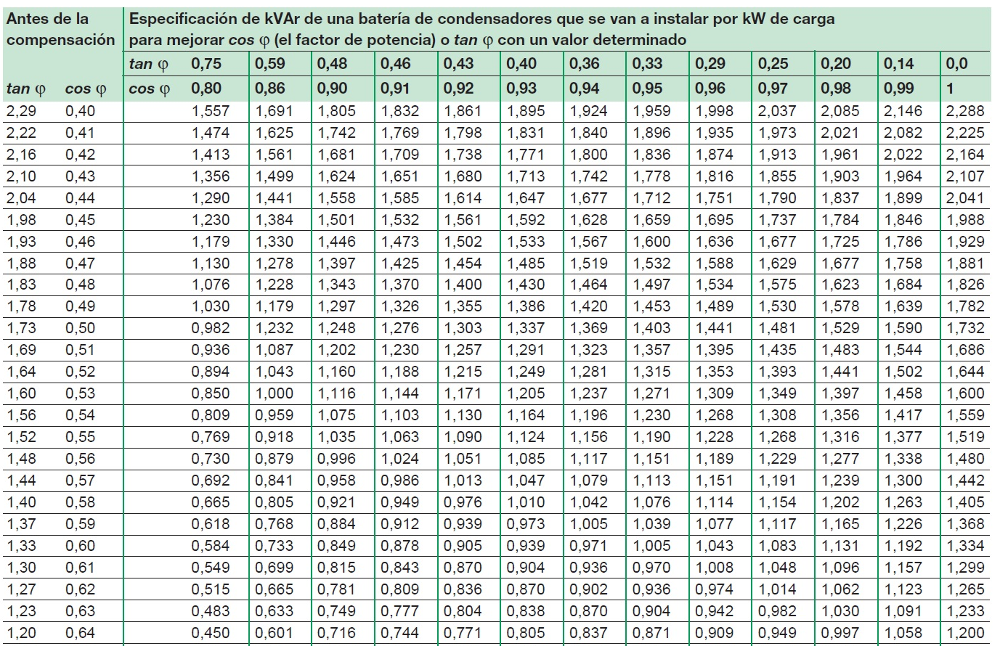 Antes de la compensación
Especificación de kVAr de una batería de condensadores que se van a instalar por kW de carga
para mejorar cos φ (el factor de potencia) o tan φ con un valor determinado
tan φ 0,75 0,59 0,48 0,46 0,43 0,40 0,36 0,33 0,29 0,25 0,20 0,14 0,0
tan φ cos φ cos φ 0,80 0,86 0,90 0,91 0,92 0,93 0,94 0,95 0,96 0,97 0,98 0,99 1
2,29 0,40 1,557 1,691 1,805 1,832 1,861 1,895 1,924 1,959 1,998 2,037 2,085 2,146 2,288
2,22 0,41 1,474 1,625 1,742 1,769 1,798 1,831 1,840 1,896 1,935 1,973 2,021 2,082 2,225
2,16 0,42 1,413 1,561 1,681 1,709 1,738 1,771 1,800 1,836 1,874 1,913 1,961 2,022 2,164
2,10 0,43 1,356 1,499 1,624 1,651 1,680 1,713 1,742 1,778 1,816 1,855 1,903 1,964 2,107
2,04 0,44 1,290 1,441 1,558 1,585 1,614 1,647 1,677 1,712 1,751 1,790 1,837 1,899 2,041
1,98 0,45 1,230 1,384 1,501 1,532 1,561 1,592 1,628 1,659 1,695 1,737 1,784 1,846 1,988
1,93 0,46 1,179 1,330 1,446 1,473 1,502 1,533 1,567 1,600 1,636 1,677 1,725 1,786 1,929
1,88 0,47 1,130 1,278 1,397 1,425 1,454 1,485 1,519 1,532 1,588 1,629 1,677 1,758 1,881
1,83 0,48 1,076 1,228 1,343 1,370 1,400 1,430 1,464 1,497 1,534 1,575 1,623 1,684 1,826
1,78 0,49 1,030 1,179 1,297 1,326 1,355 1,386 1,420 1,453 1,489 1,530 1,578 1,639 1,782
1,73 0,50 0,982 1,232 1,248 1,276 1,303 1,337 1,369 1,403 1,441 1,481 1,529 1,590 1,732
1,69 0,51 0,936 1,087 1,202 1,230 1,257 1,291 1,323 1,357 1,395 1,435 1,483 1,544 1,686
1,64 0,52 0,894 1,043 1,160 1,188 1,215 1,249 1,281 1,315 1,353 1,393 1,441 1,502 1,644
1,60 0,53 0,850 1,000 1,116 1,144 1,171 1,205 1,237 1,271 1,309 1,349 1,397 1,458 1,600
1,56 0,54 0,809 0,959 1,075 1,103 1,130 1,164 1,196 1,230 1,268 1,308 1,356 1,417 1,559
1,52 0,55 0,769 0,918 1,035 1,063 1,090 1,124 1,156 1,190 1,228 1,268 1,316 1,377 1,519
1,48 0,56 0,730 0,879 0,996 1,024 1,051 1,085 1,117 1,151 1,189 1,229 1,277 1,338 1,480
1,44 0,57 0,692 0,841 0,958 0,986 1,013 1,047 1,079 1,113 1,151 1,191 1,239 1,300 1,442
1,40 0,58 0,665 0,805 0,921 0,949 0,976 1,010 1,042 1,076 1,114 1,154 1,202 1,263 1,405
1,37 0,59 0,618 0,768 0,884 0,912 0,939 0,973 1,005 1,039 1,077 1,117 1,165 1,226 1,368
1,33 0,60 0,584 0,733 0,849 0,878 0,905 0,939 0,971 1,005 1,043 1,083 1,131 1,192 1,334
1,30 0,61 0,549 0,699 0,815 0,843 0,870 0,904 0,936 0,970 1,008 1,048 1,096 1,157 1,299
1,27 0,62 0,515 0,665 0,781 0,809 0,836 0,870 0,902 0,936 0,974 1,014 1,062 1,123 1,265
1,23 0,63 0,483 0,633 0,749 0,777 0,804 0,838 0,870 0,904 0,942 0,982 1,030 1,091 1,233
1,20 0,64 0,450 0,601 0,716 0,744 0,771 0,805 0,837 0,871 0,909 0,949 0,997 1,058 1,200